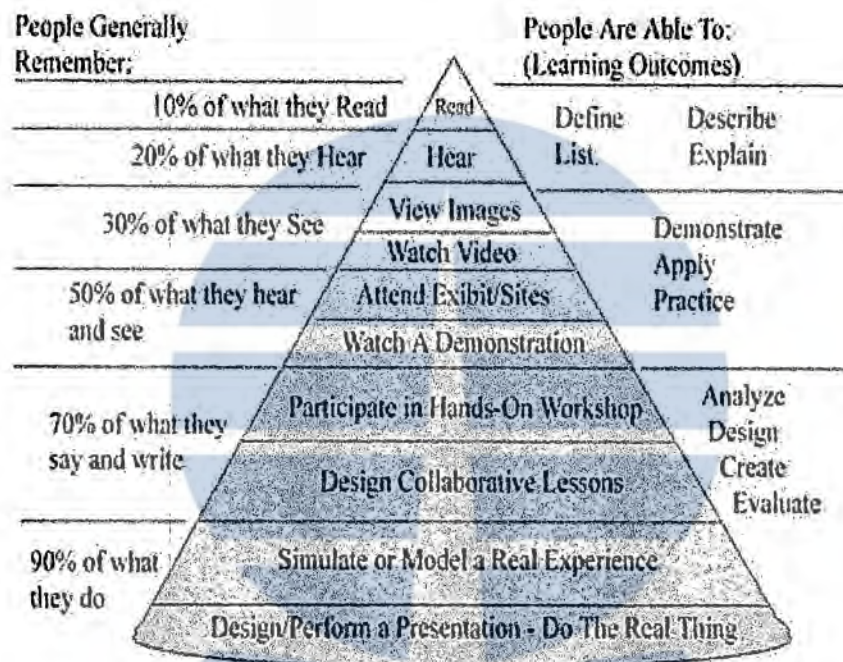 People Generally
Remember:
People Are Able To:
(Learning Outcomes)
10% of what they Read
Read
Define
Describe
20% of what they Hear
Hear
List.
Explain
30% of what they See
View Images
Demonstrate
Watch Video
Apply
50% of what they hear
and see
Attend Exibit/Sites
Practice
Watch A Demonstration
70% of what they
say and write
Participate in Hands-On Workshop
Analyze
Design
Design Collaborative Lessons
Create
Evaluate
90% of what
they do
Simulate or Model a Real Experience
Design/Perform a Presentation - Do The Real Thing